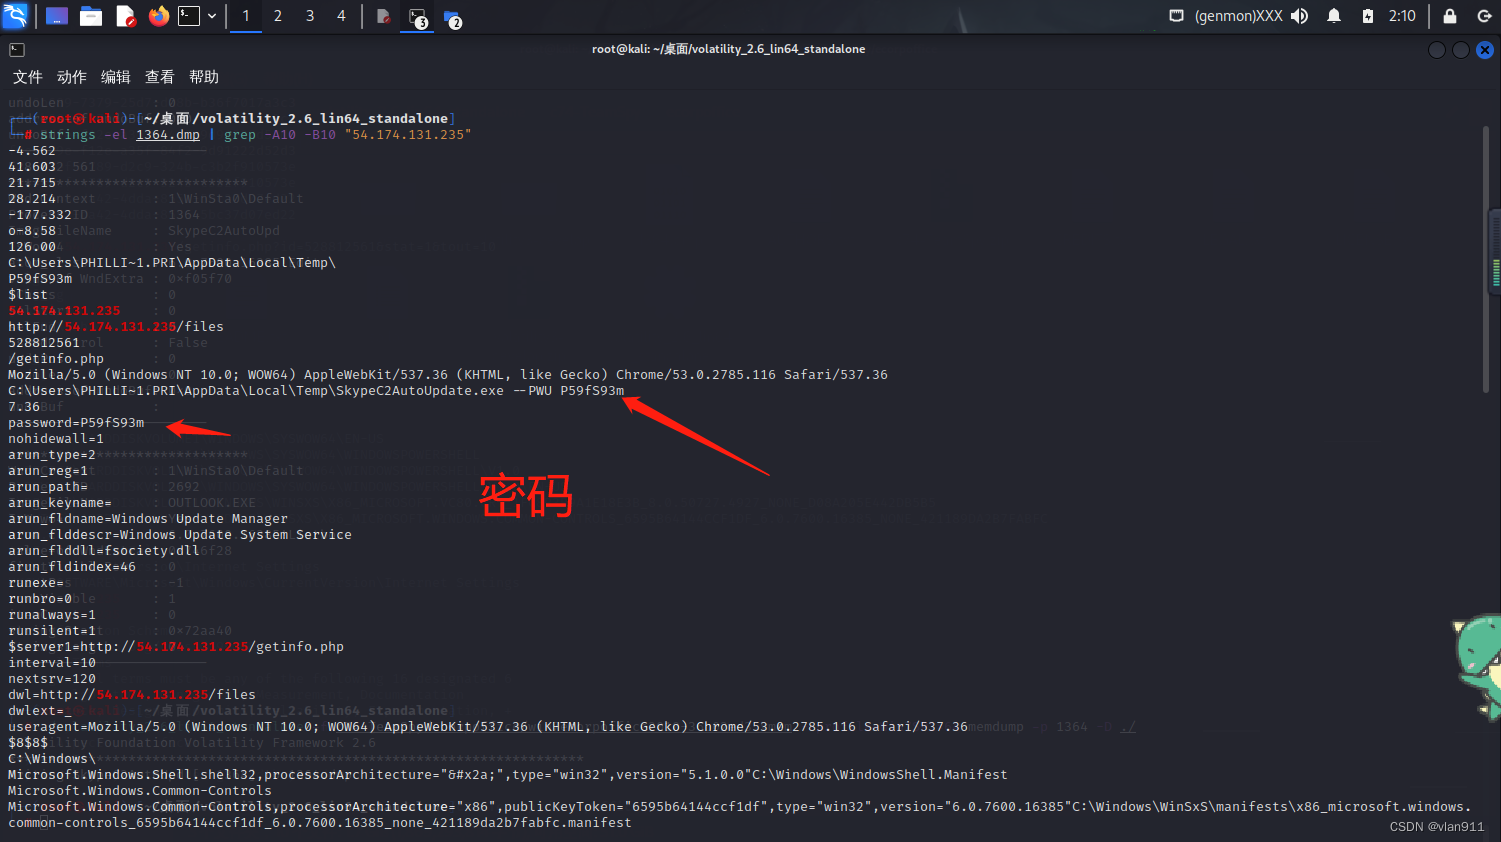 1 2 3 4 3 2 (genmon)XXX 2:10
root@kali: ~/桌面/volatility_2.6_lin64_standalone
文件 动作 编辑 查看 帮助
(root㉿kali)-[~/桌面/volatility_2.6_lin64_standalone]
# strings -el 1364.dmp | grep -A10 -B10 "54.174.131.235"
-4.562
41.603
21.715
28.214
-177.332
o-8.58
126.00
C:\Users\PHILLI~1.PRI\AppData\Local\Temp\
P59fS93m
$list
54.174.131.235
http://54.174.131.235/files
528812561
/getinfo.php
Mozilla/5.0 (Windows NT 10.0; WOW64) AppleWebKit/537.36 (KHTML, like Gecko) Chrome/53.0.2785.116 Safari/537.36
C:\Users\PHILLI~1.PRI\AppData\Local\Temp\SkypeC2AutoUpdate.exe --PWU P59fS93m
7.36
password=P59fS93m
nohidewall=1
arun_type=2
arun_creg=1
arun_path=
arun_keyname=
密码
arun_fldname=Windows Update Manager
arun_flddescr=Windows Update System Service
arun_flddll=fsociety.dll
arun_fldindex=46
runexe=
runbro=0
runalways=1
runsilent=1
$server1=http://54.174.131.235/getinfo.php
interval=10
nextsrv=120
dwl=http://54.174.131.235/files
dwlext=_
useragent=Mozilla/5.0 (Windows NT 10.0; WOW64) AppleWebKit/537.36 (KHTML, like Gecko) Chrome/53.0.2785.116 Safari/537.36
$8$8$
C:\Windows\
Microsoft.Windows.Shell.shell32,processorArchitecture="&#x2a;",type="win32",version="5.1.0.0"C:\Windows\WindowsShell.Manifest
Microsoft.Windows.Common-Controls
Microsoft.Windows.Common-Controls,processorArchitecture="x86",publicKeyToken="6595b64144ccf1df",type="win32",version="6.0.7600.16385"C:\Windows\WinSxS\manifests\x86_microsoft.windows.
common-controls_6595b64144ccf1df_6.0.7600.16385_none_421189da2b7fabfc.manifest
CSDN @vlan911